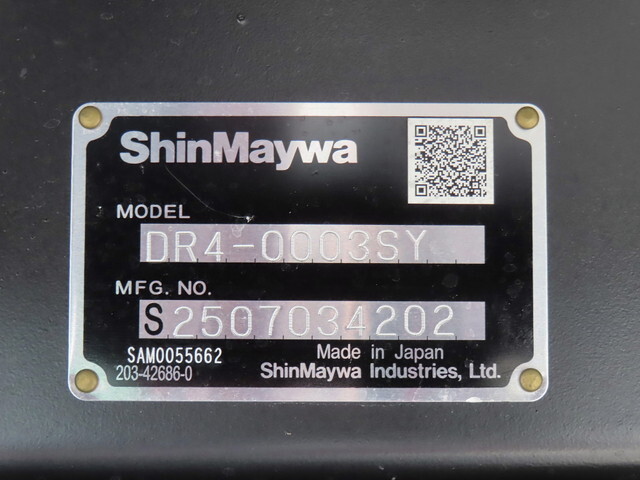 ShinMaywa
MODEL
DR4-0003SY
MFG. NO.
S2507034202
SAM0055662
Made in Japan
203-42686-0
ShinMaywa Industries, Ltd.